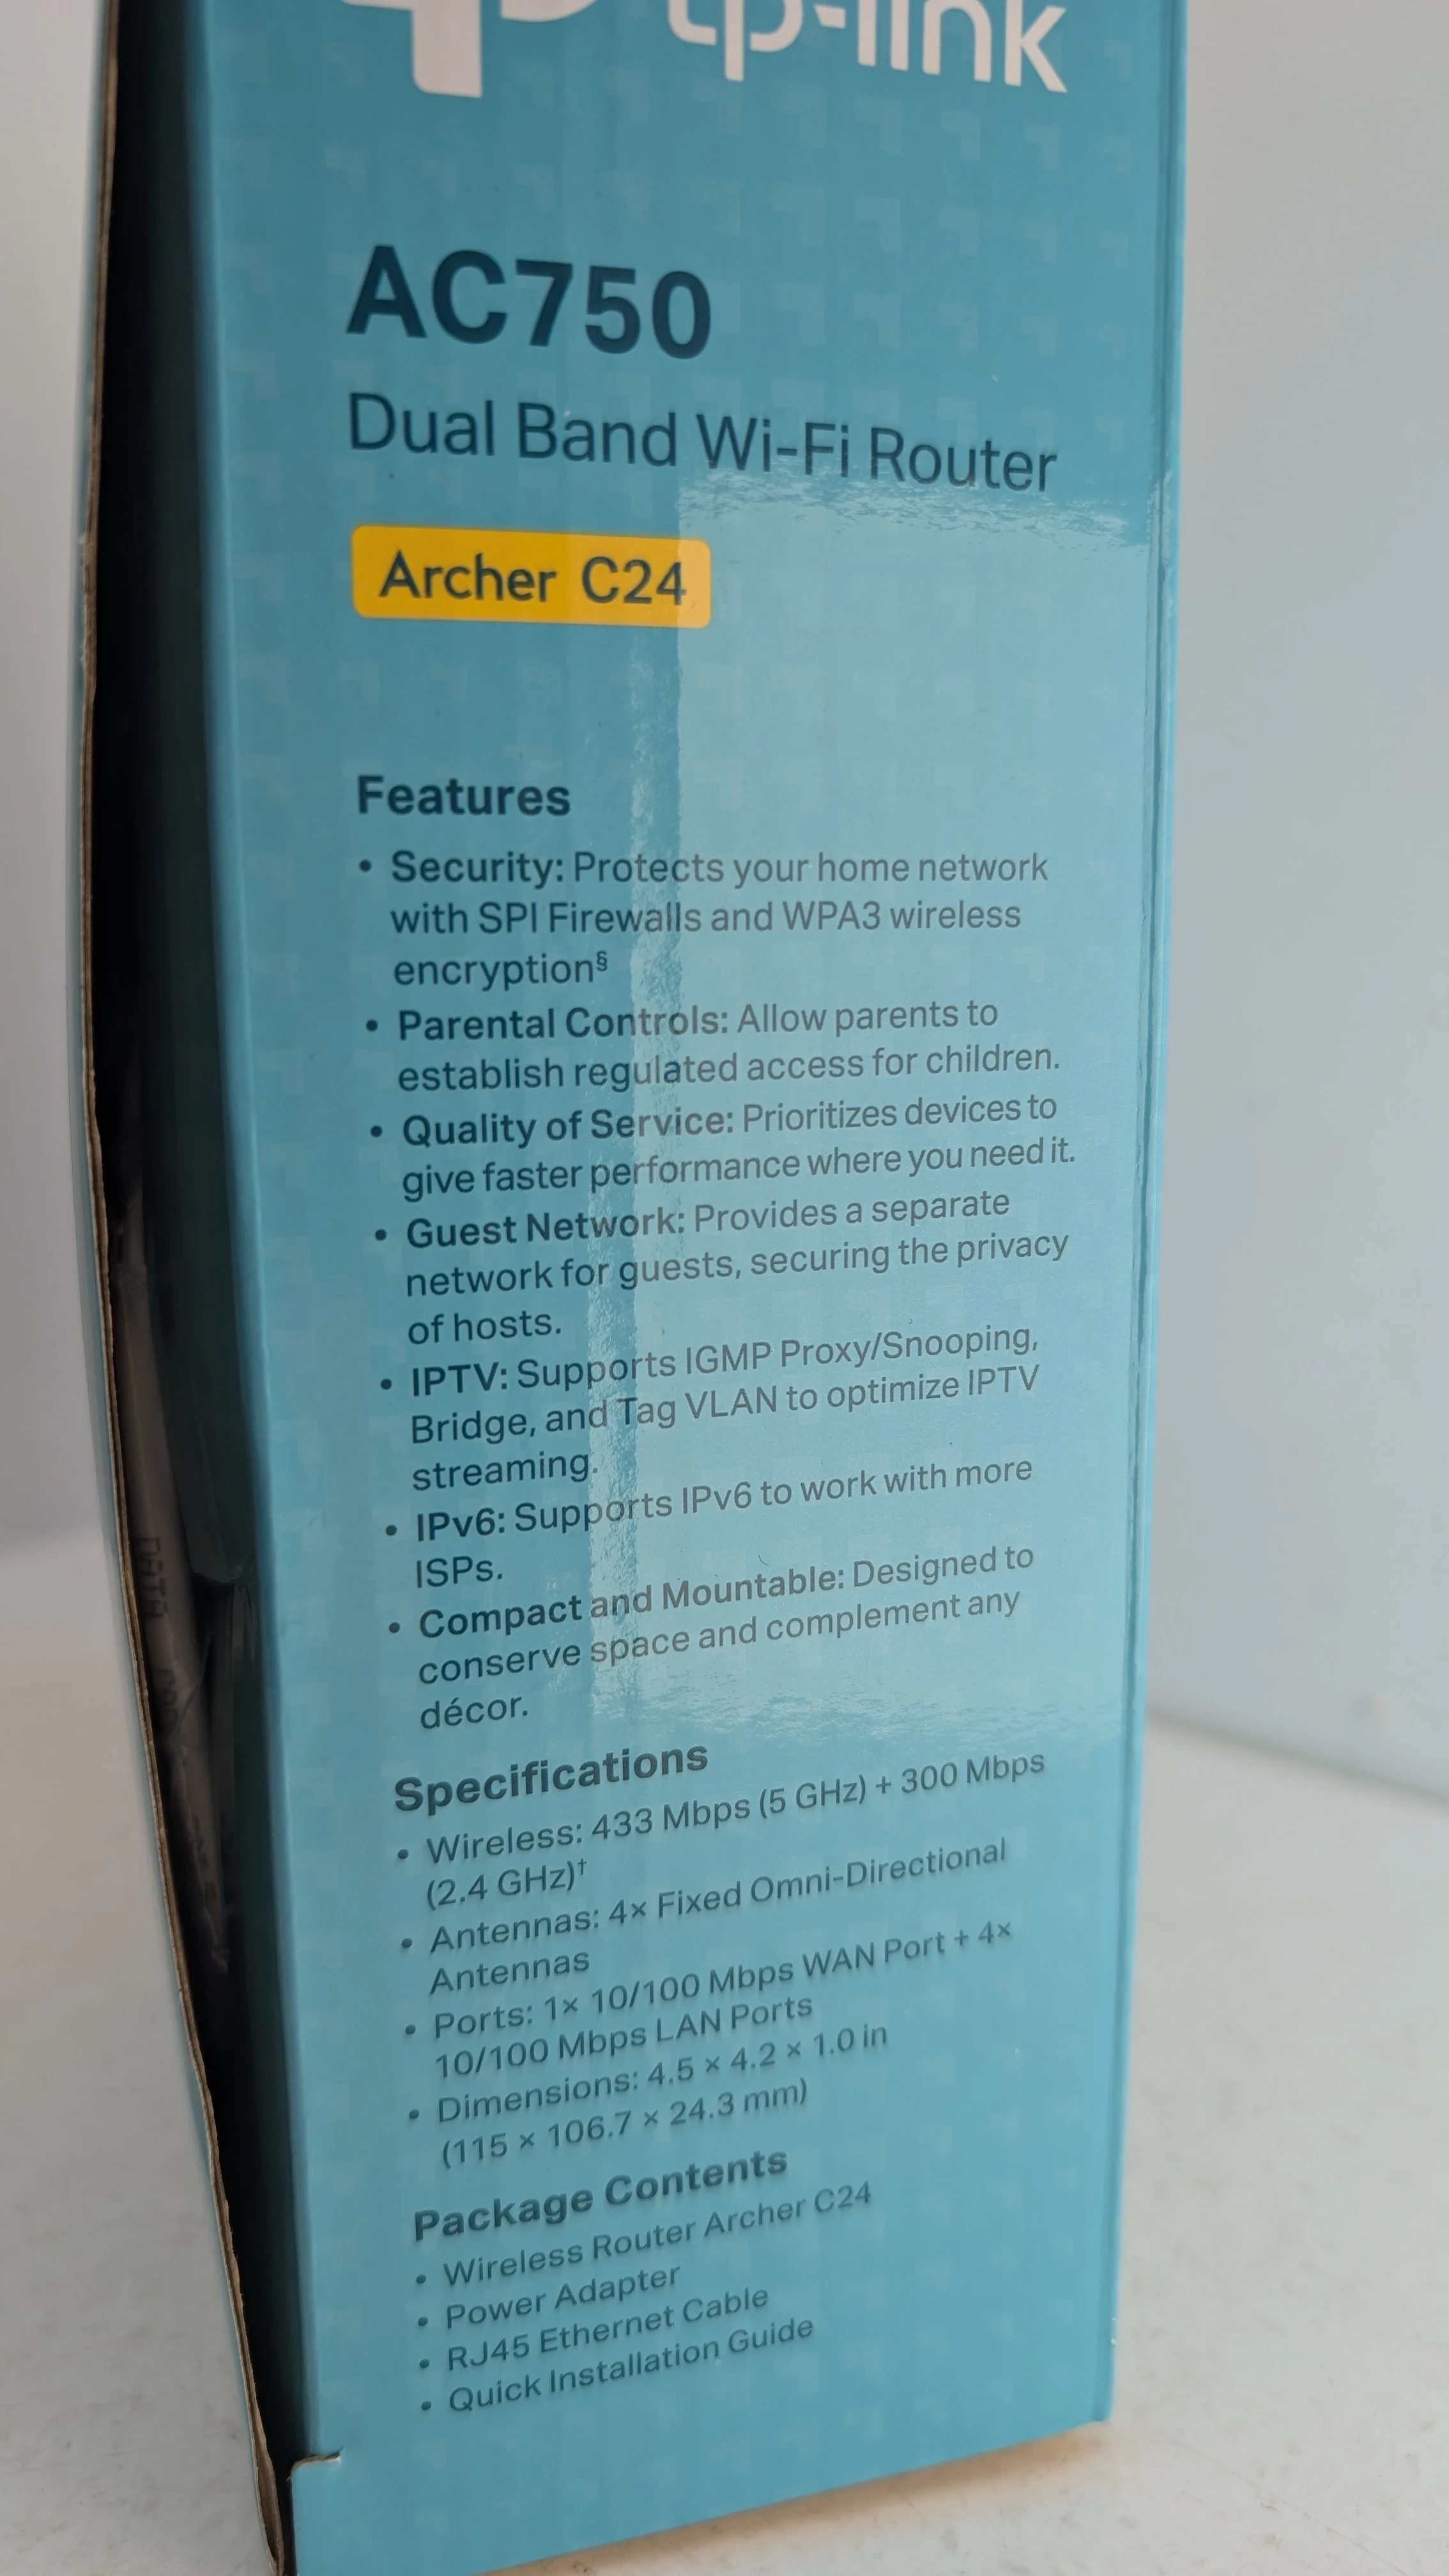 tp-link
AC750
Dual Band Wi-Fi Router
Archer C24
Features
• Security: Protects your home network
with SPI Firewalls and WPA3 wireless
encryption§
• Parental Controls: Allow parents to
establish regulated access for children.
• Quality of Service: Prioritizes devices to
give faster performance where you need it.
• Guest Network: Provides a separate
network for guests, securing the privacy
of hosts.
• IPTV: Supports IGMP Proxy/Snooping,
Bridge, and Tag VLAN to optimize IPTV
streaming.
• IPv6: Supports IPv6 to work with more
ISPs.
• Compact and Mountable: Designed to
conserve space and complement any
décor.
Specifications
• Wireless: 433 Mbps (5 GHz) + 300 Mbps
(2.4 GHz)†
• Antennas: 4× Fixed Omni-Directional
Antennas
• Ports: 1× 10/100 Mbps WAN Port + 4×
10/100 Mbps LAN Ports
• Dimensions: 4.5 × 4.2 × 1.0 in
(115 × 106.7 × 24.3 mm)
Package Contents
• Wireless Router Archer C24
• Power Adapter
• RJ45 Ethernet Cable
• Quick Installation Guide